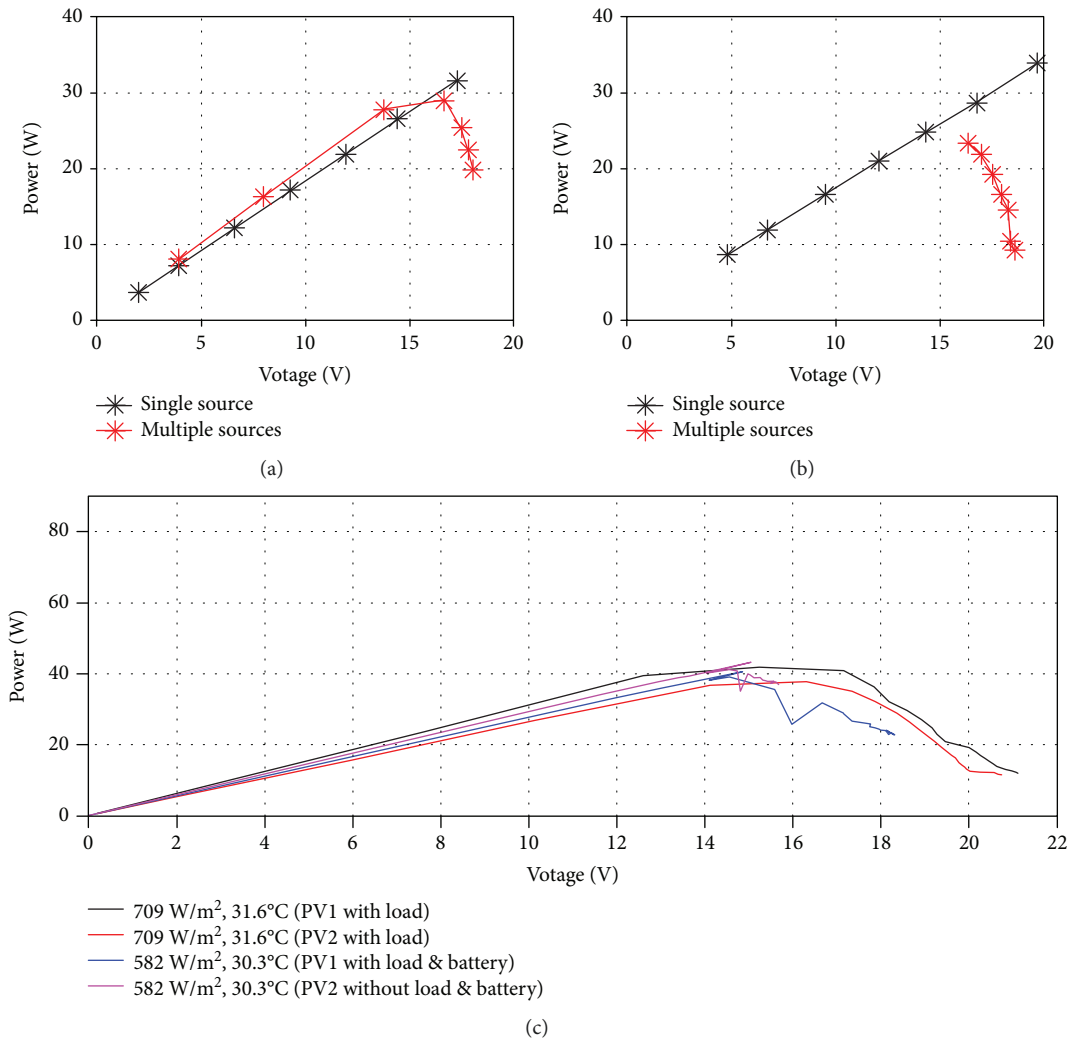 40
30
20
10
0
Power (W)
0 5 10 15 20
Votage (V)
Single source
Multiple sources
(a)
40
30
20
10
0
Power (W)
0 5 10 15 20
Votage (V)
Single source
Multiple sources
(b)
80
60
40
20
0
Power (W)
0 2 4 6 8 10 12 14 16 18 20 22
Votage (V)
709 W/m², 31.6°C (PV1 with load)
709 W/m², 31.6°C (PV2 with load)
582 W/m², 30.3°C (PV1 with load & battery)
582 W/m², 30.3°C (PV2 without load & battery)
(c)